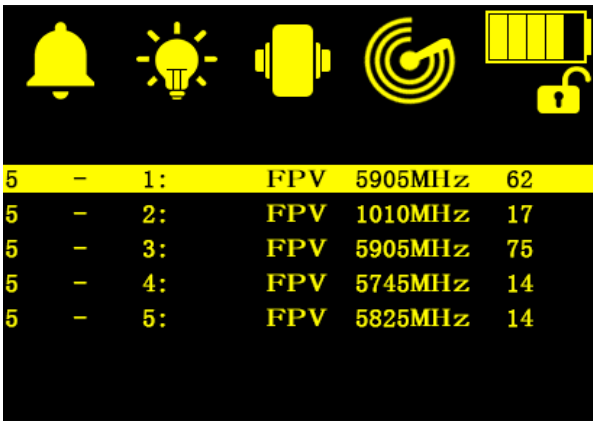 5 - 1: FPV 5905MHz 62
5 - 2: FPV 1010MHz 17
5 - 3: FPV 5905MHz 75
5 - 4: FPV 5745MHz 14
5 - 5: FPV 5825MHz 14